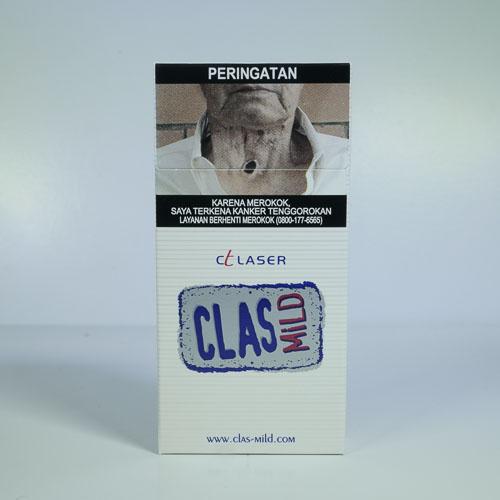 PERINGATAN
KARENA MEROKOK,
SAYA TERKENA KANKER TENGGOROKAN
LAYANAN BERHENTI MEROKOK (0800-177-6565)
Ct LASER
CLAS MiLD
www.clas-mild.com